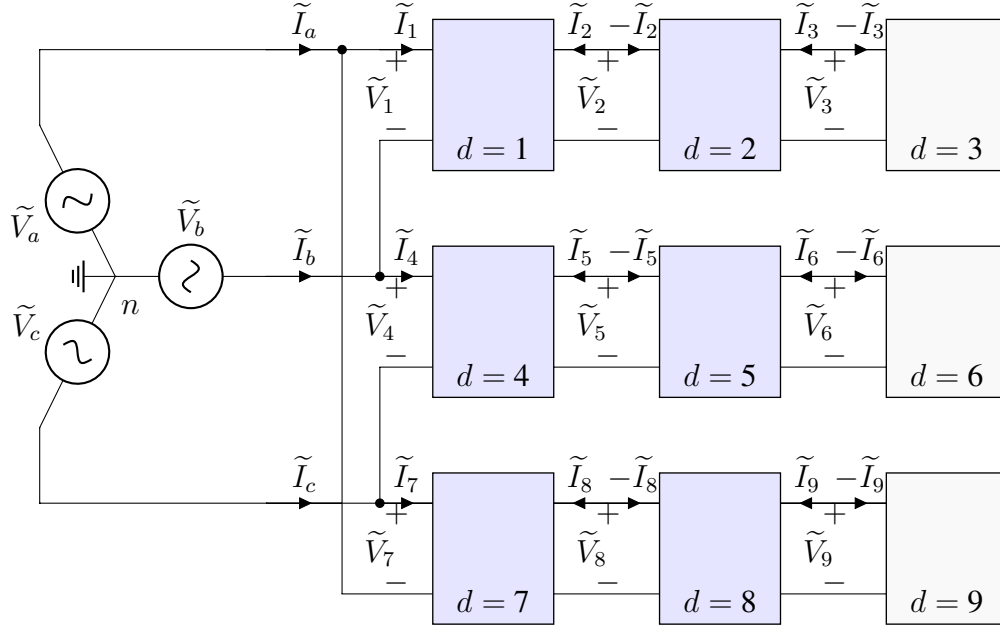 Ĩa Ĩ1 Ĩ2 −Ĩ2 Ĩ3 −Ĩ3
+ + +
Ṽ1 Ṽ2 Ṽ3
− − −
d = 1 d = 2 d = 3
Ṽa Ṽb
Ĩb Ĩ4 Ĩ5 −Ĩ5 Ĩ6 −Ĩ6
+ + +
n
Ṽc Ṽ4 Ṽ5 Ṽ6
− − −
d = 4 d = 5 d = 6
Ĩc Ĩ7 Ĩ8 −Ĩ8 Ĩ9 −Ĩ9
+ + +
Ṽ7 Ṽ8 Ṽ9
− − −
d = 7 d = 8 d = 9